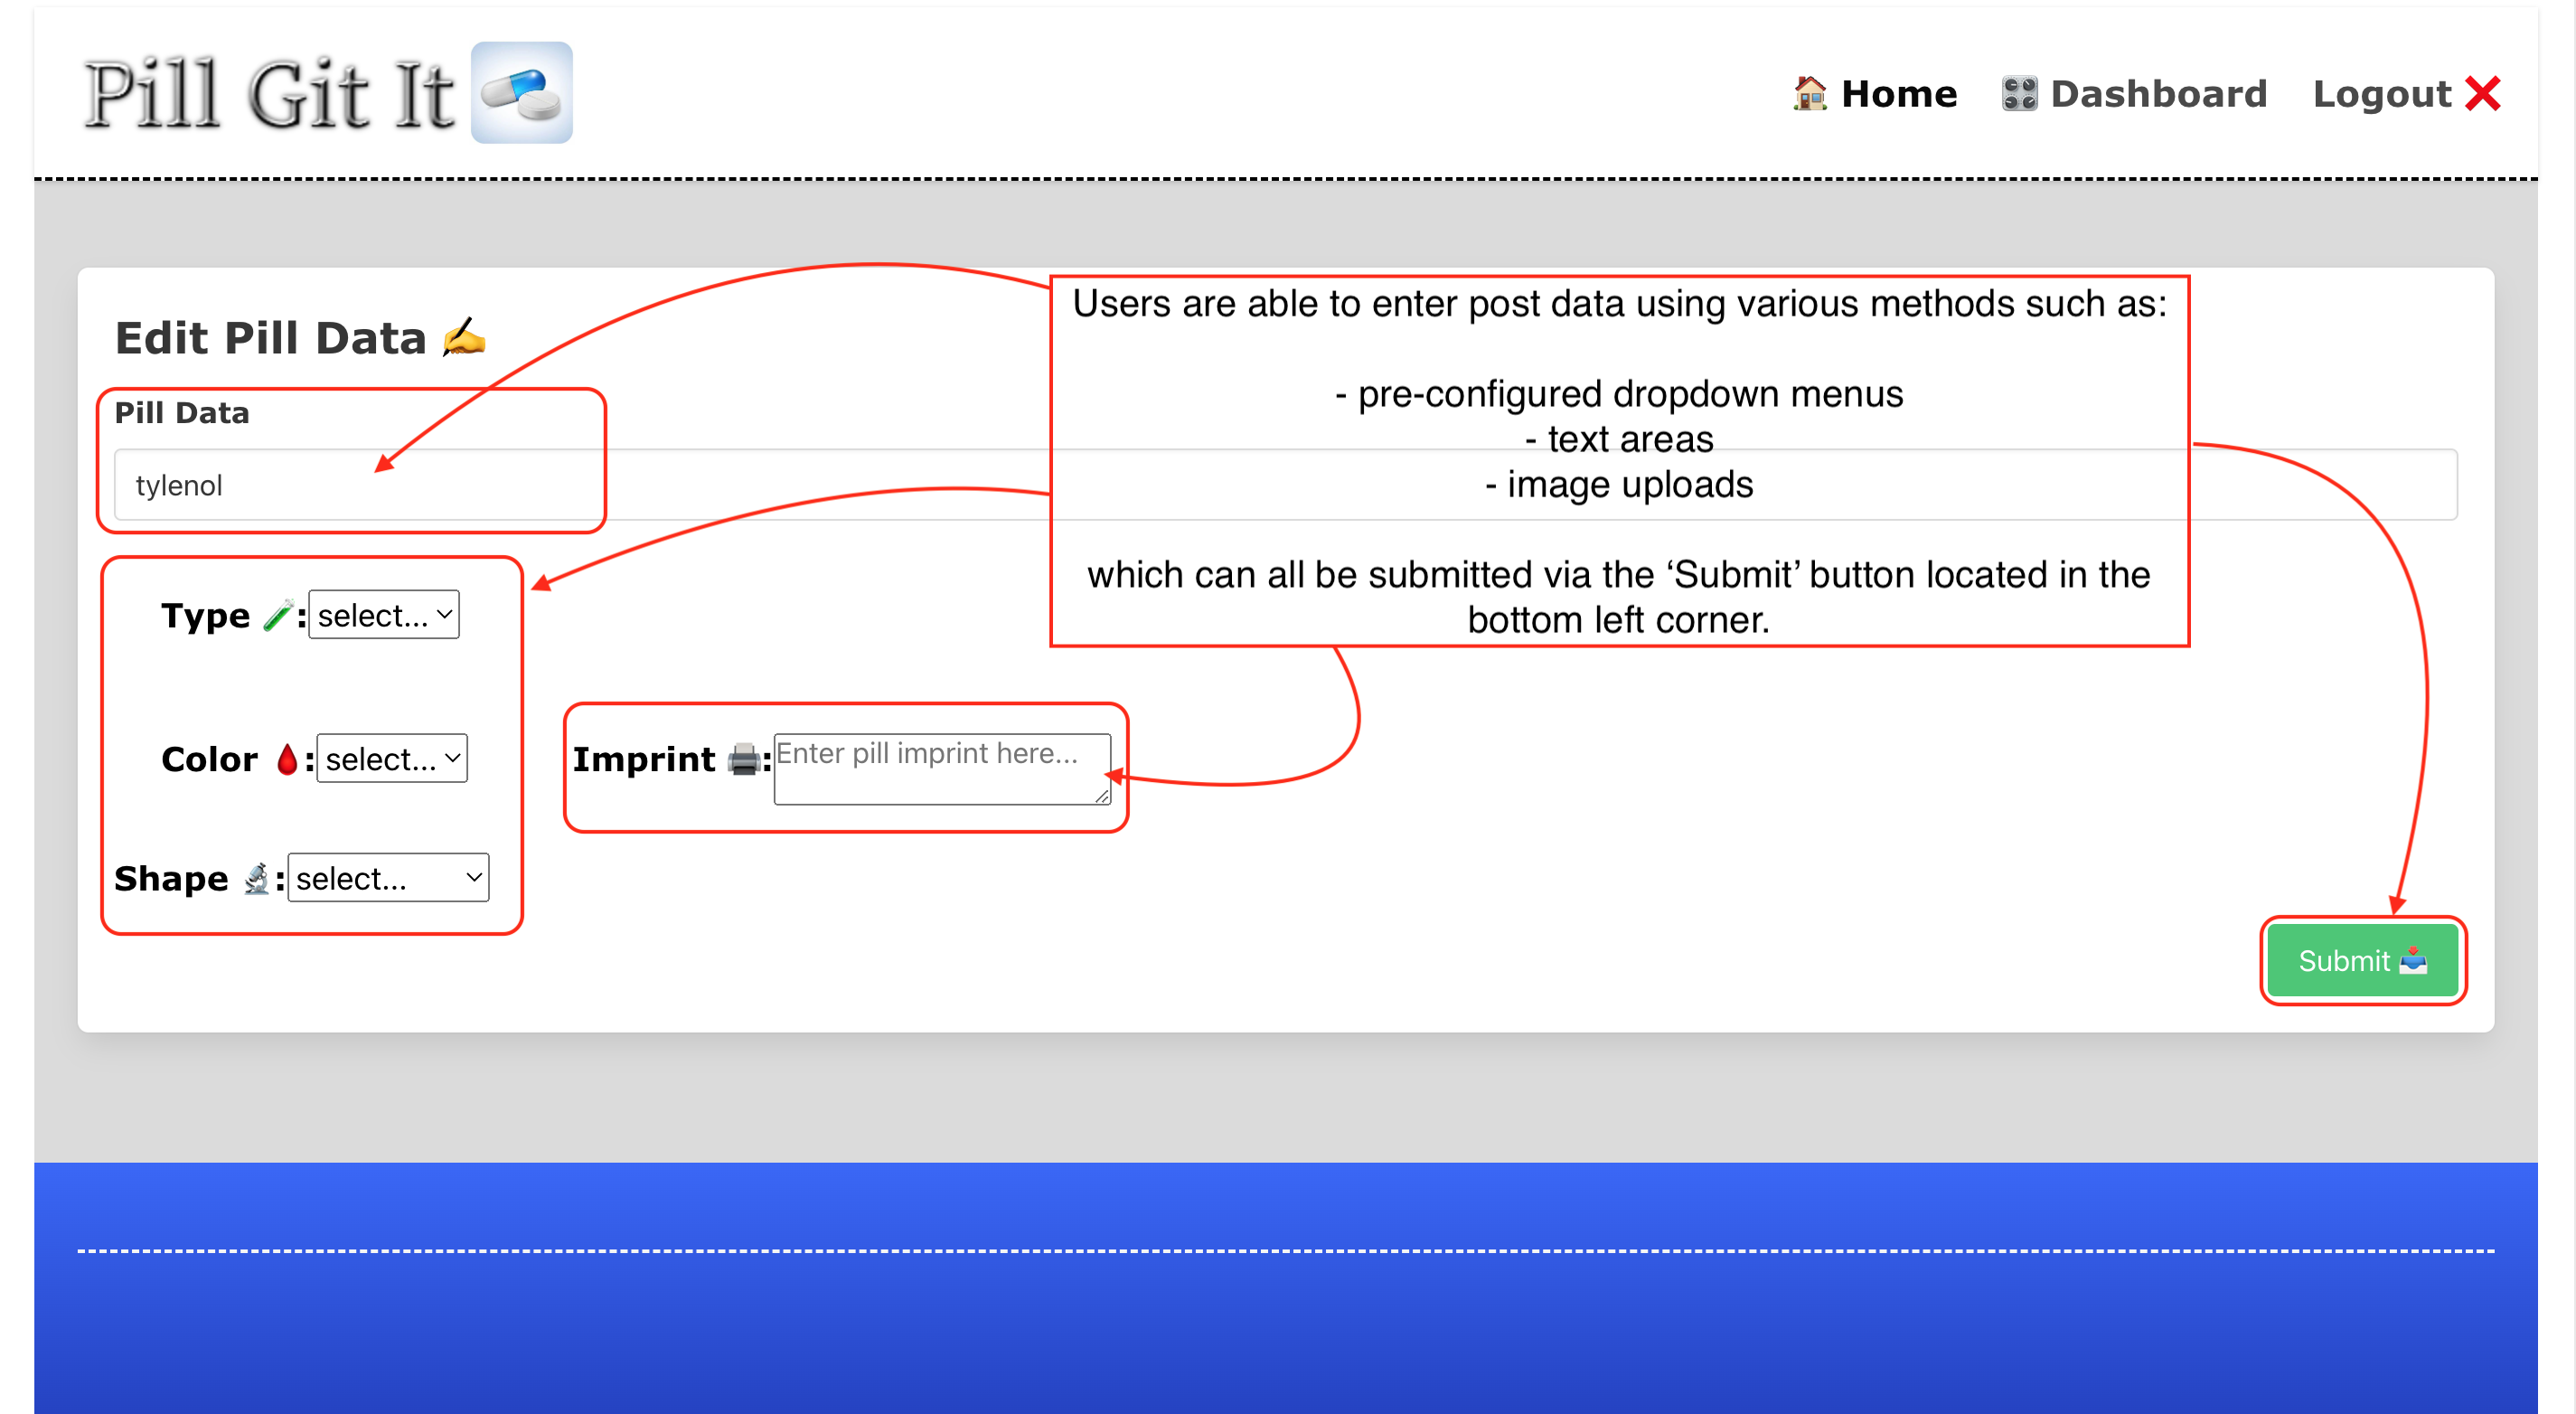 Pill Git It
Home
Dashboard
Logout
Edit Pill Data
Users are able to enter post data using various methods such as:
- pre-configured dropdown menus
- text areas
- image uploads
which can all be submitted via the ‘Submit’ button located in the
bottom left corner.
Pill Data
tylenol
Type :
select...
Color :
select...
Imprint :
Enter pill imprint here...
Shape :
select...
Submit